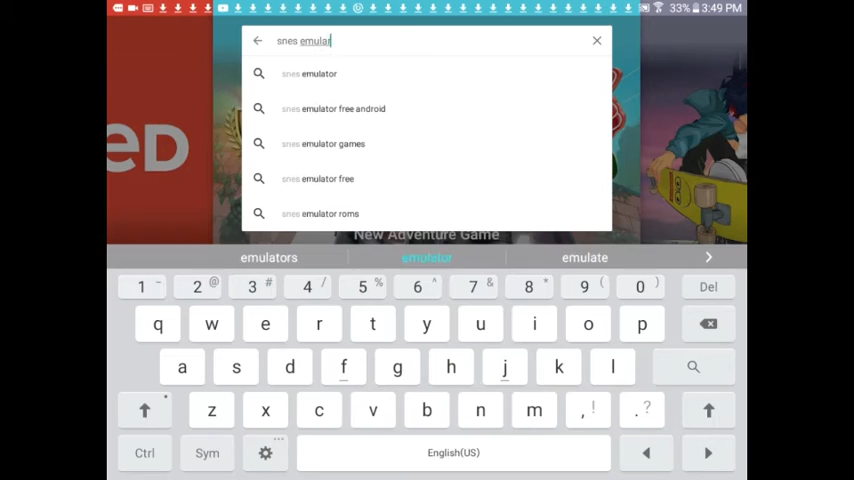 33% 3:49 PM
snes emular
ED
snes emulator
snes emulator free android
snes emulator games
snes emulator free
snes emulator roms
New Adventure Game
emulators emulator emulate
1 - 2 @ 3 # 4 / 5 % 6 ^ 7 & 8 * 9 ( 0 ) Del
q w e r t y u i o p
a s d f g h j k l
z x c v b n m , ! . ?
Ctrl Sym English(US)